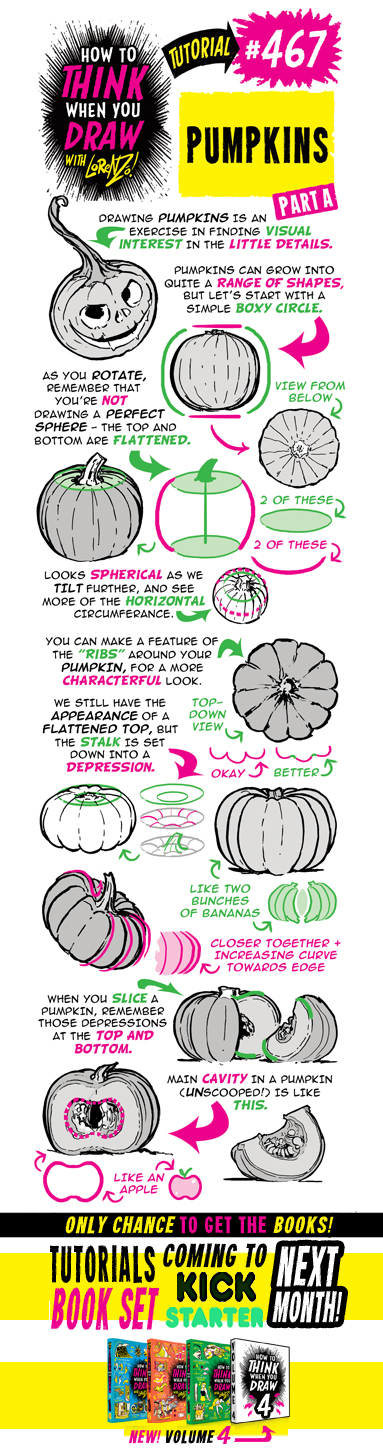 HOW TO
THINK
WHEN YOU
DRAW
WITH LORENZO!
TUTORIAL
#467
PUMPKINS
PART A
DRAWING PUMPKINS IS AN
EXERCISE IN FINDING VISUAL
INTEREST IN THE LITTLE DETAILS.
PUMPKINS CAN GROW INTO
QUITE A RANGE OF SHAPES,
BUT LET'S START WITH A
SIMPLE BOXY CIRCLE.
AS YOU ROTATE,
REMEMBER THAT
YOU'RE NOT
DRAWING A PERFECT
SPHERE - THE TOP AND
BOTTOM ARE FLATTENED.
VIEW FROM
BELOW
2 OF THESE
2 OF THESE
LOOKS SPHERICAL AS WE
TILT FURTHER, AND SEE
MORE OF THE HORIZONTAL
CIRCUMFERANCE.
YOU CAN MAKE A FEATURE OF
THE "RIBS" AROUND YOUR
PUMPKIN, FOR A MORE
CHARACTERFUL LOOK.
WE STILL HAVE THE
APPEARANCE OF A
FLATTENED TOP, BUT
THE STALK IS SET
DOWN INTO A
DEPRESSION.
TOP-
DOWN
VIEW
OKAY
BETTER
LIKE TWO
BUNCHES
OF BANANAS
CLOSER TOGETHER +
INCREASING CURVE
TOWARDS EDGE
WHEN YOU SLICE A
PUMPKIN, REMEMBER
THOSE DEPRESSIONS
AT THE TOP AND
BOTTOM.
MAIN CAVITY IN A PUMPKIN
(UNSCOOPED!) IS LIKE
THIS.
LIKE AN
APPLE
ONLY CHANCE TO GET THE BOOKS!
TUTORIALS
BOOK SET
COMING TO
KICK
STARTER
NEXT
MONTH!
HOW TO
THINK
WHEN YOU
DRAW
4
NEW! VOLUME 4